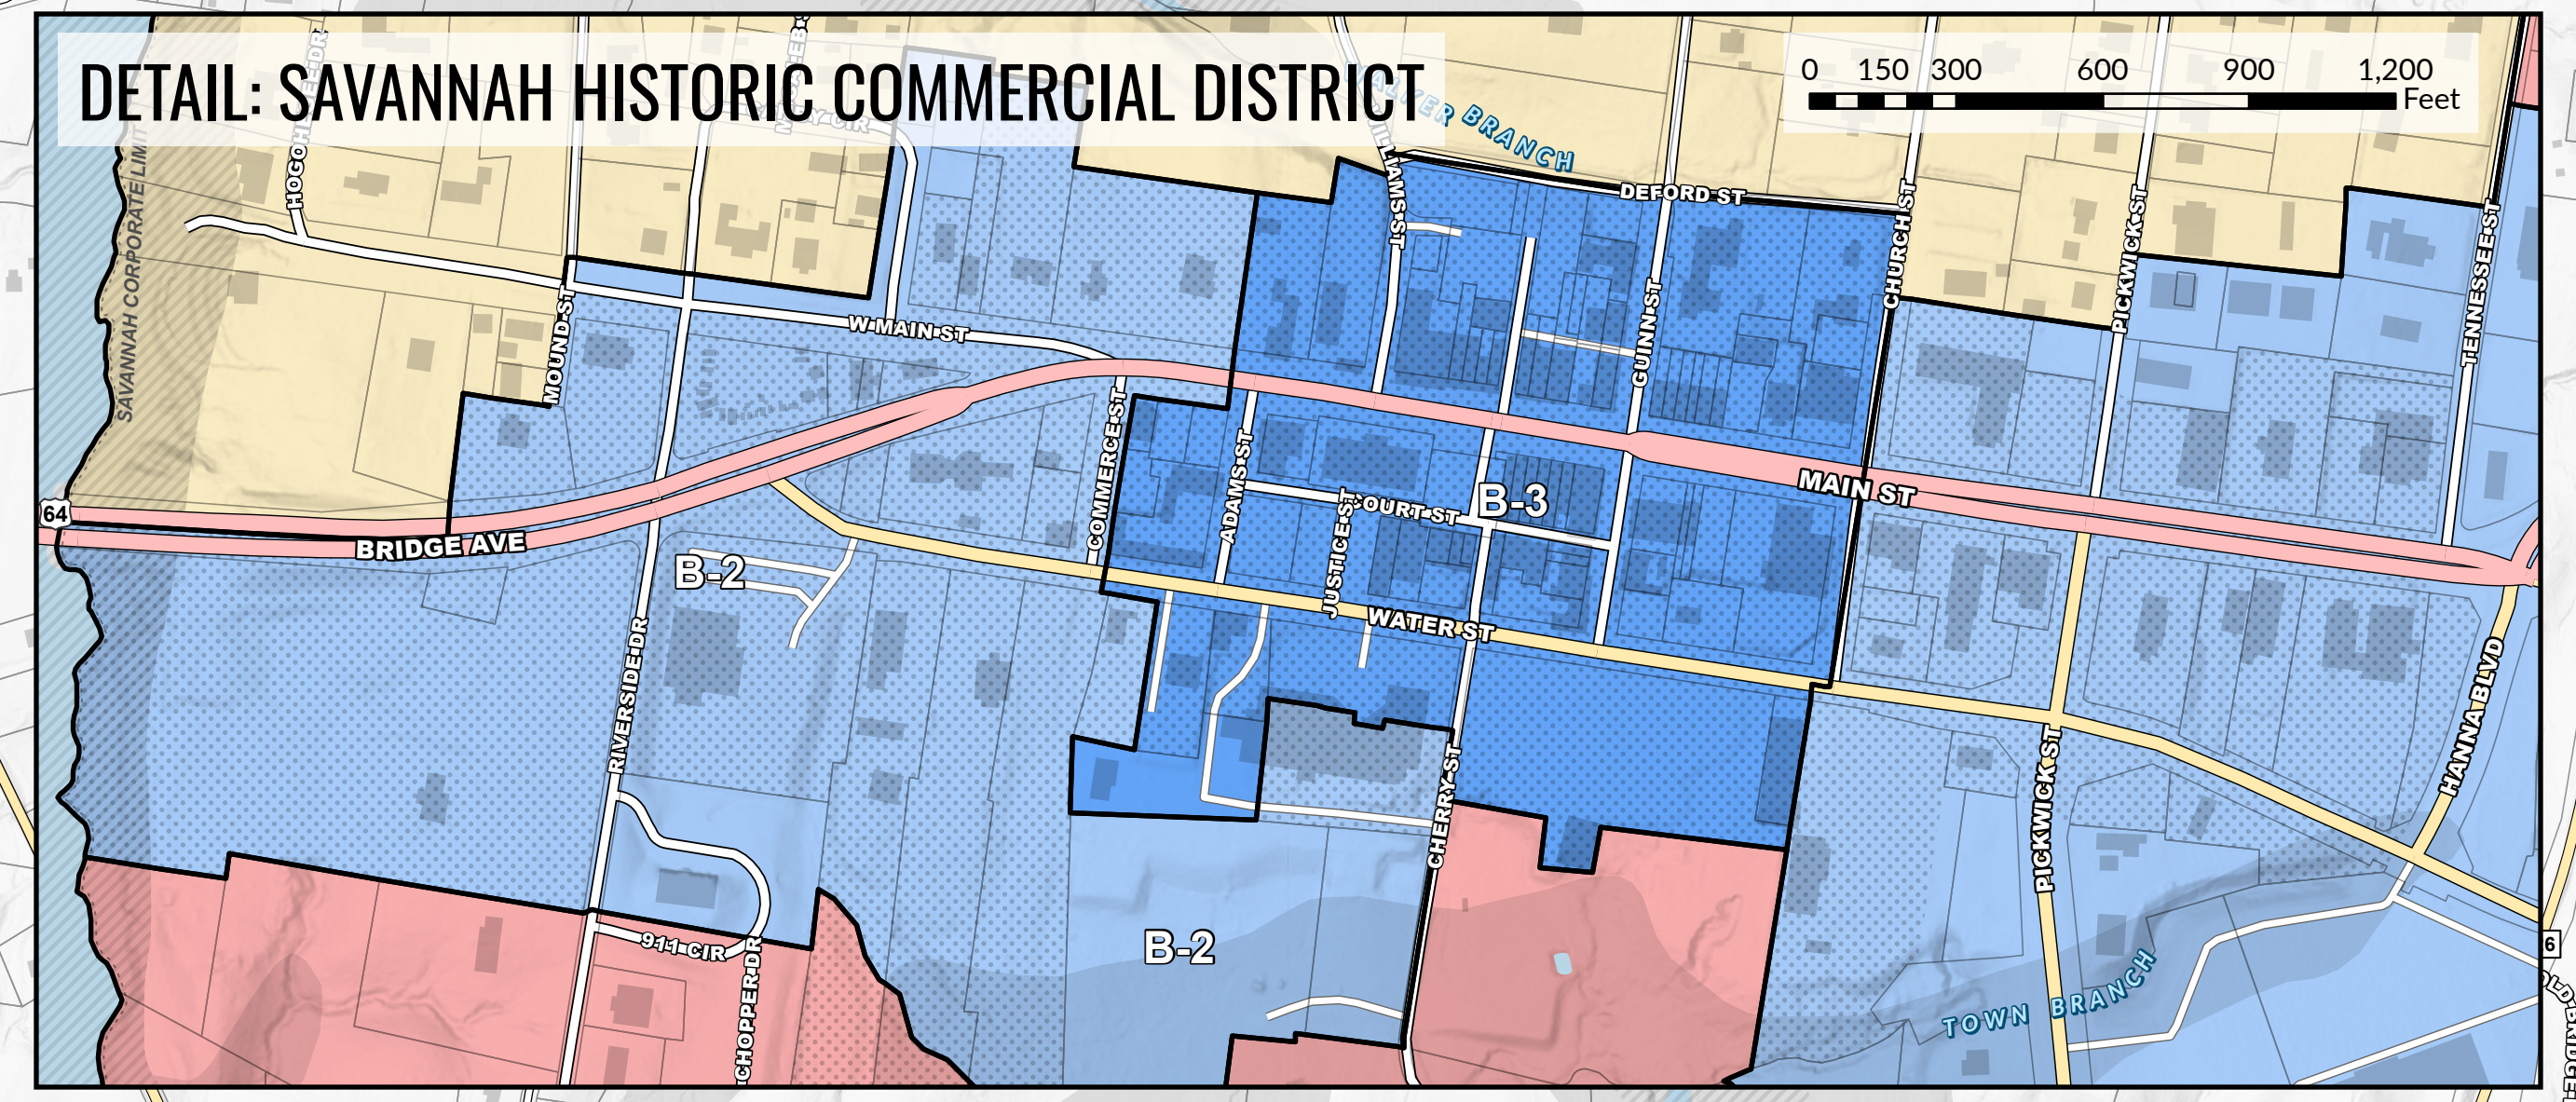 DETAIL: SAVANNAH HISTORIC COMMERCIAL DISTRICT
0 150 300 600 900 1,200
Feet
WALKER BRANCH
SAVANNAH CORPORATE LIMIT
WILLIAMS ST
DEFORD ST
CHURCH ST
PICKWICK ST
TENNESSEE ST
MOUND ST
W MAIN ST
GUINN ST
COMMERCE ST
ADAMS ST
JUSTICE ST
COURT ST
B-3
MAIN ST
64
BRIDGE AVE
B-2
WATER ST
RIVERSIDE DR
HANNA BLVD
CHERRY ST
PICKWICK ST
911 CIR
CHOPPER DR
B-2
TOWN BRANCH
6